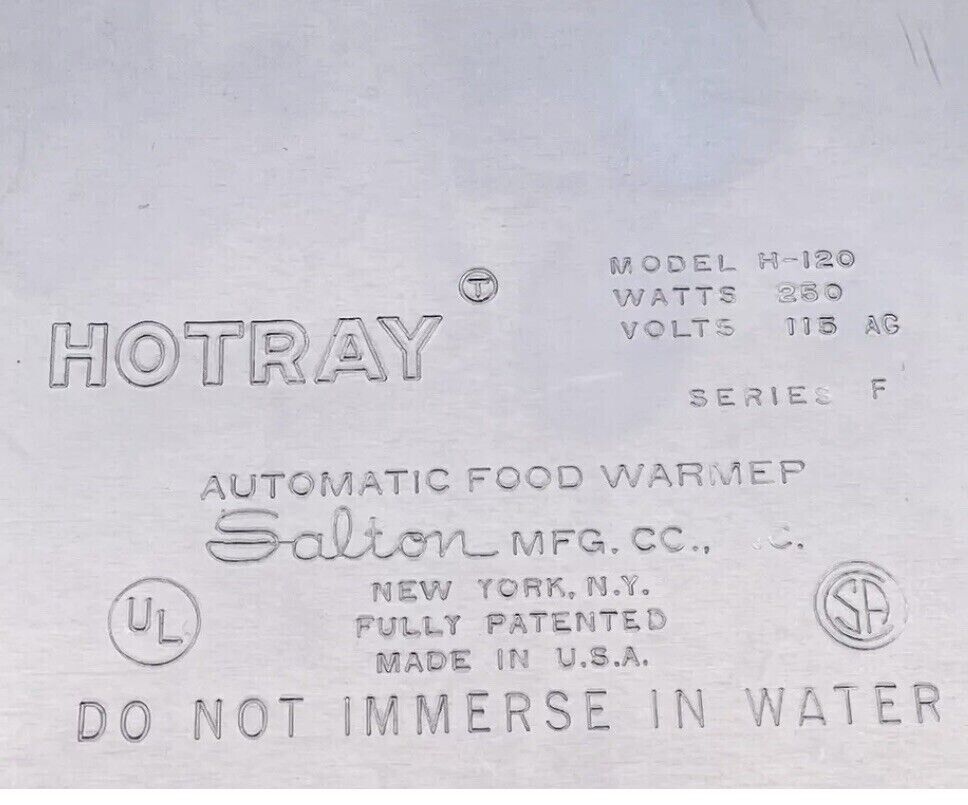 HOTRAY Ⓣ
MODEL H-120
WATTS 250
VOLTS 115 AC
SERIES F
AUTOMATIC FOOD WARMER
Salton MFG. CO.,
NEW YORK, N.Y.
FULLY PATENTED
MADE IN U.S.A.
UL
SA
DO NOT IMMERSE IN WATER